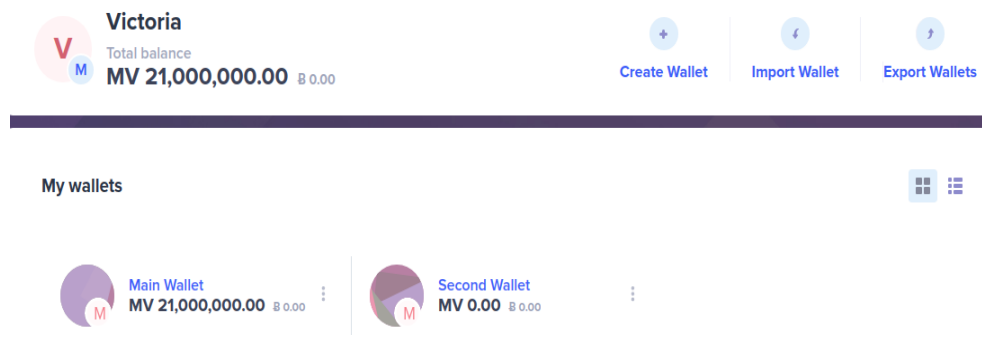 V
M
Victoria
Total balance
MV 21,000,000.00 Ƀ 0.00
Create Wallet
Import Wallet
Export Wallets
My wallets
M
Main Wallet
MV 21,000,000.00 Ƀ 0.00
M
Second Wallet
MV 0.00 Ƀ 0.00